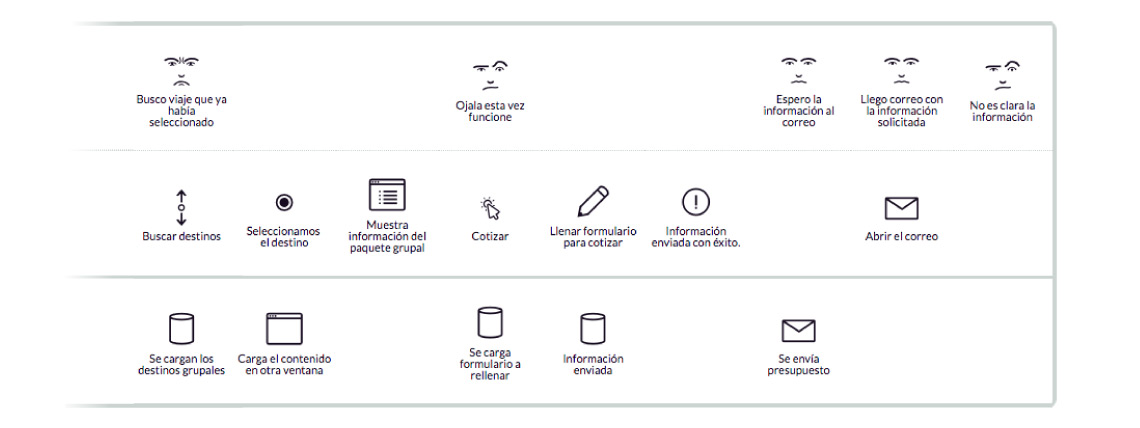 Busco viaje que ya
había
seleccionado
Ojala esta vez
funcione
Espero la
información al
correo
Llego correo con
la información
solicitada
No es clara la
información
Buscar destinos
Seleccionamos
el destino
Muestra
información del
paquete grupal
Cotizar
Llenar formulario
para cotizar
Información
enviada con éxito.
Abrir el correo
Se cargan los
destinos grupales
Carga el contenido
en otra ventana
Se carga
formulario a
rellenar
Información
enviada
Se envía
presupuesto